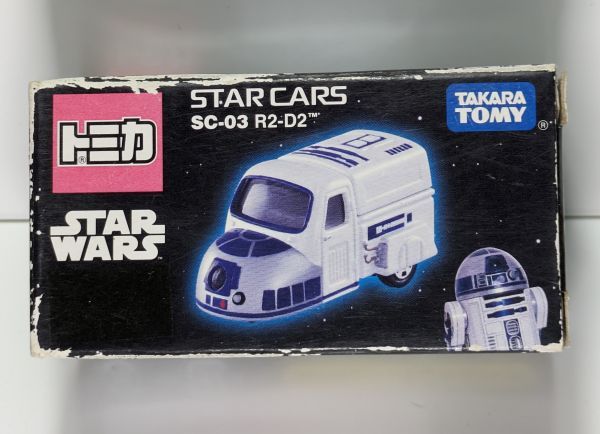 トミカ
®
STAR WARS
STAR CARS
SC-03 R2-D2™
TAKARA TOMY
®